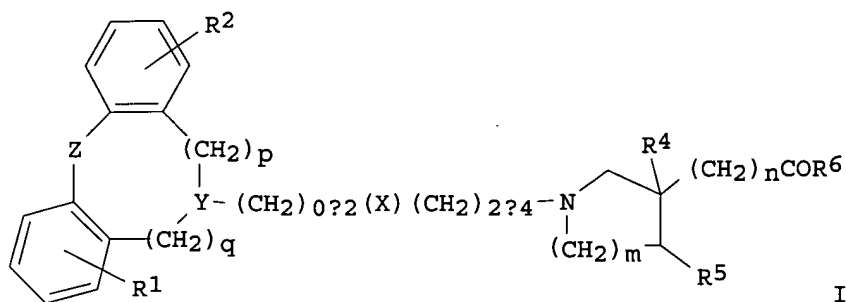 R²
Z
(CH₂)p
R⁴
(CH₂)nCOR⁶
Y-(CH₂)0?2(X)(CH₂)2?4-N
(CH₂)q
(CH₂)m
R⁵
R¹
I